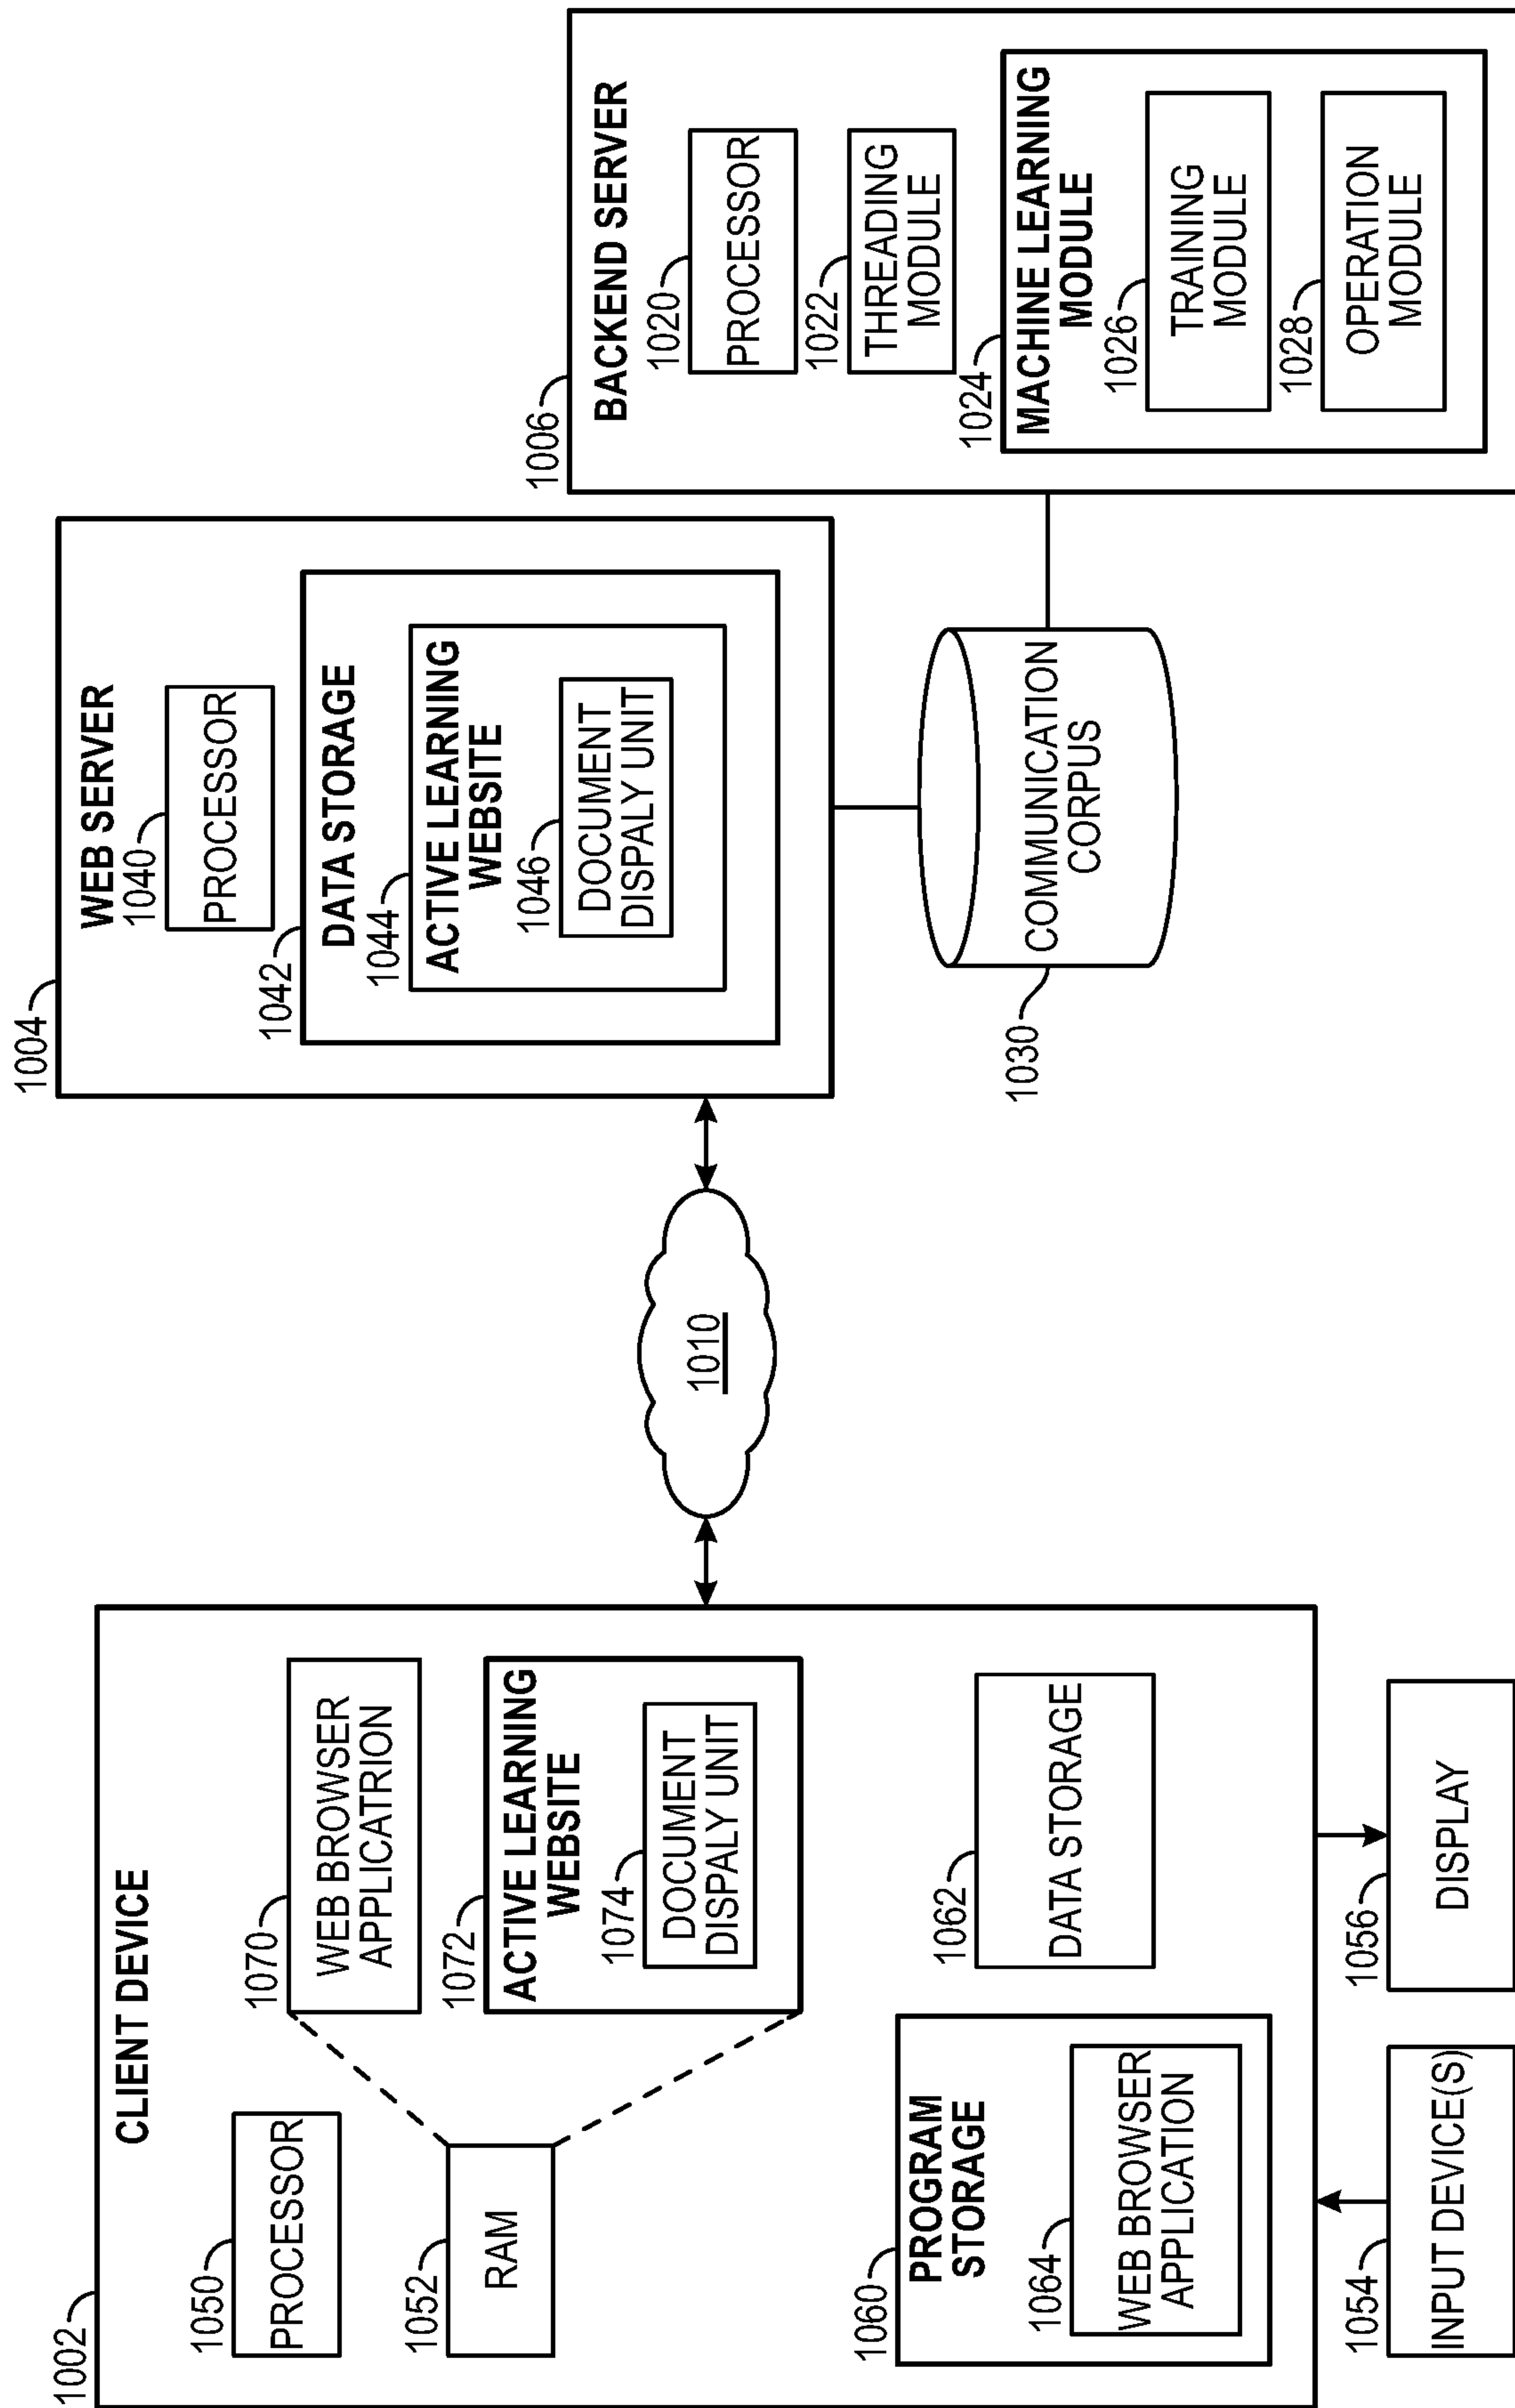 1002
CLIENT DEVICE
1050
PROCESSOR
1052
RAM
1070
WEB BROWSER
APPLICATRION
1072
ACTIVE LEARNING
WEBSITE
1074
DOCUMENT
DISPALY UNIT
1060
PROGRAM
STORAGE
1064
WEB BROWSER
APPLICATION
1062
DATA STORAGE
1054
INPUT DEVICE(S)
1056
DISPLAY
1010
1004
WEB SERVER
1040
PROCESSOR
1042
DATA STORAGE
1044
ACTIVE LEARNING
WEBSITE
1046
DOCUMENT
DISPALY UNIT
1030
COMMUNICATION
CORPUS
1006
BACKEND SERVER
1020
PROCESSOR
1022
THREADING
MODULE
1024
MACHINE LEARNING
MODULE
1026
TRAINING
MODULE
1028
OPERATION
MODULE